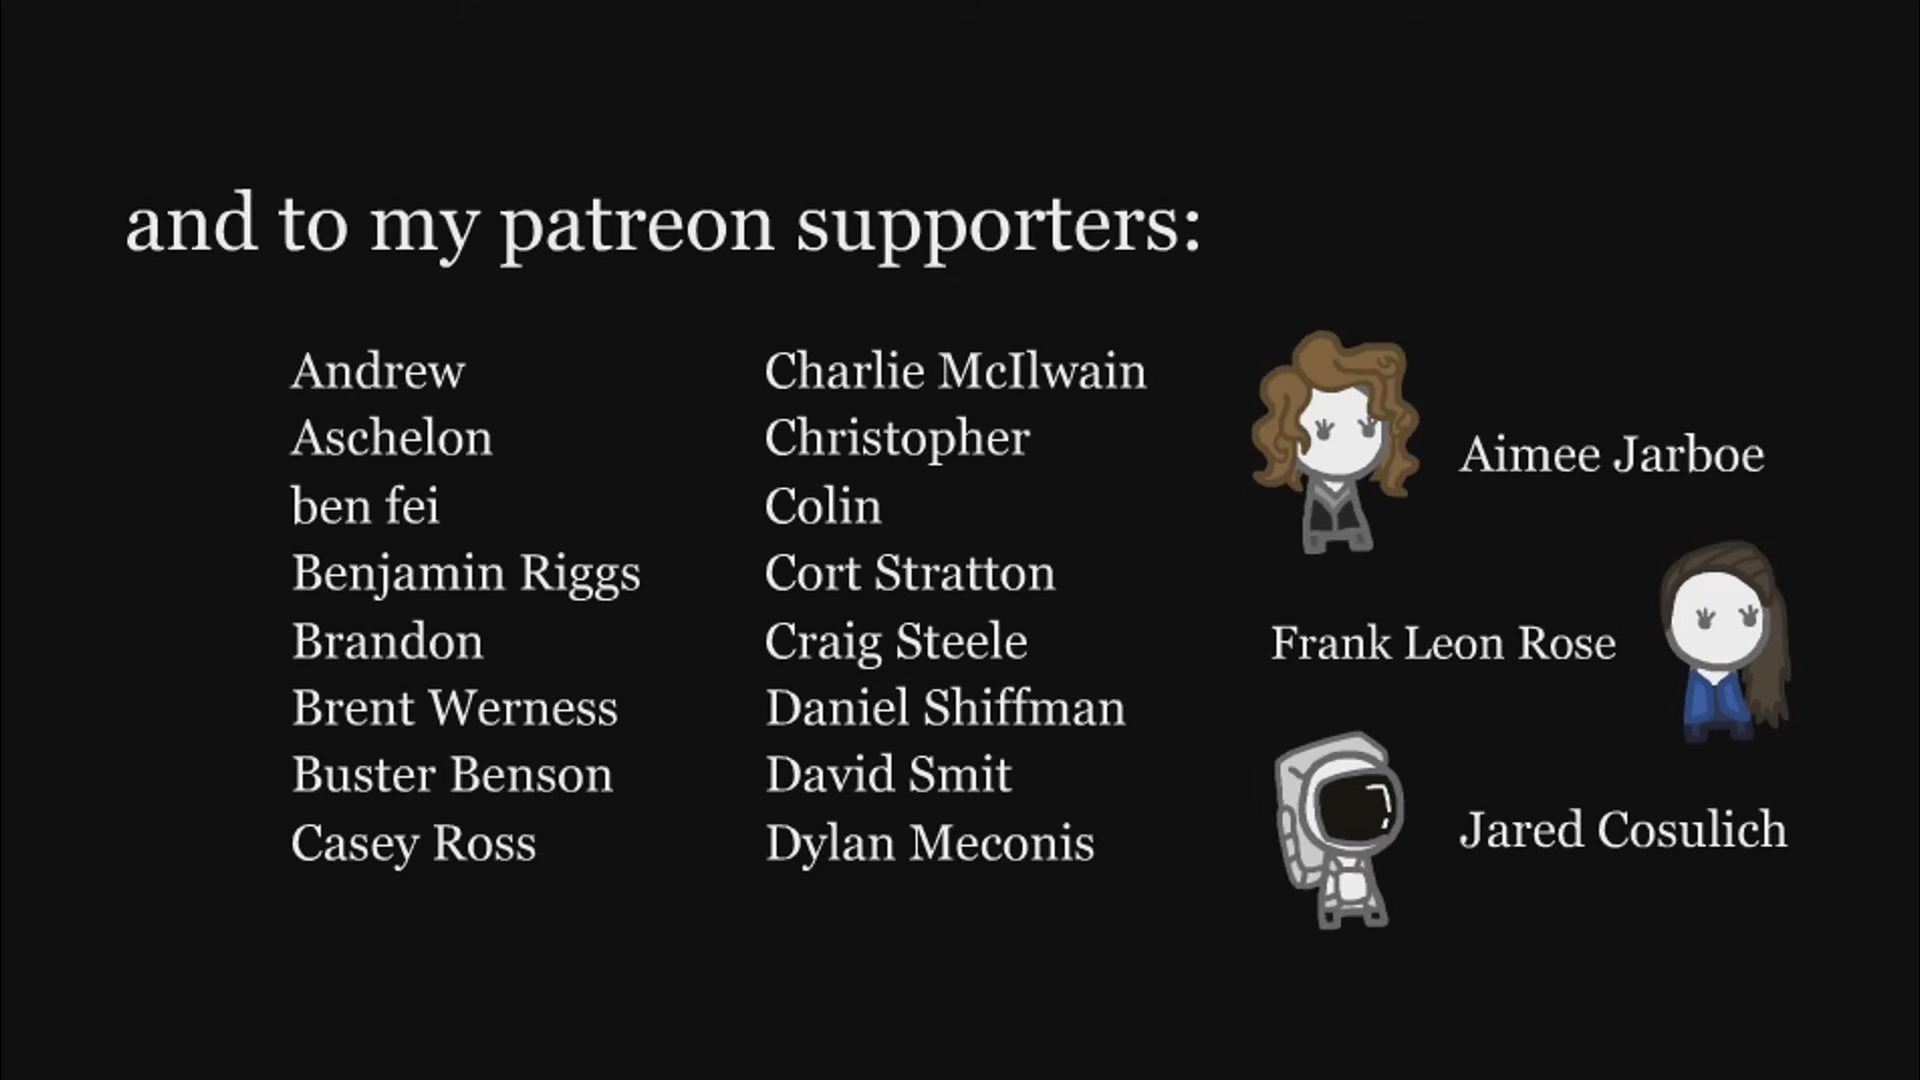 and to my patreon supporters:
Andrew
Aschelon
ben fei
Benjamin Riggs
Brandon
Brent Werness
Buster Benson
Casey Ross
Charlie McIlwain
Christopher
Colin
Cort Stratton
Craig Steele
Daniel Shiffman
David Smit
Dylan Meconis
Aimee Jarboe
Frank Leon Rose
Jared Cosulich